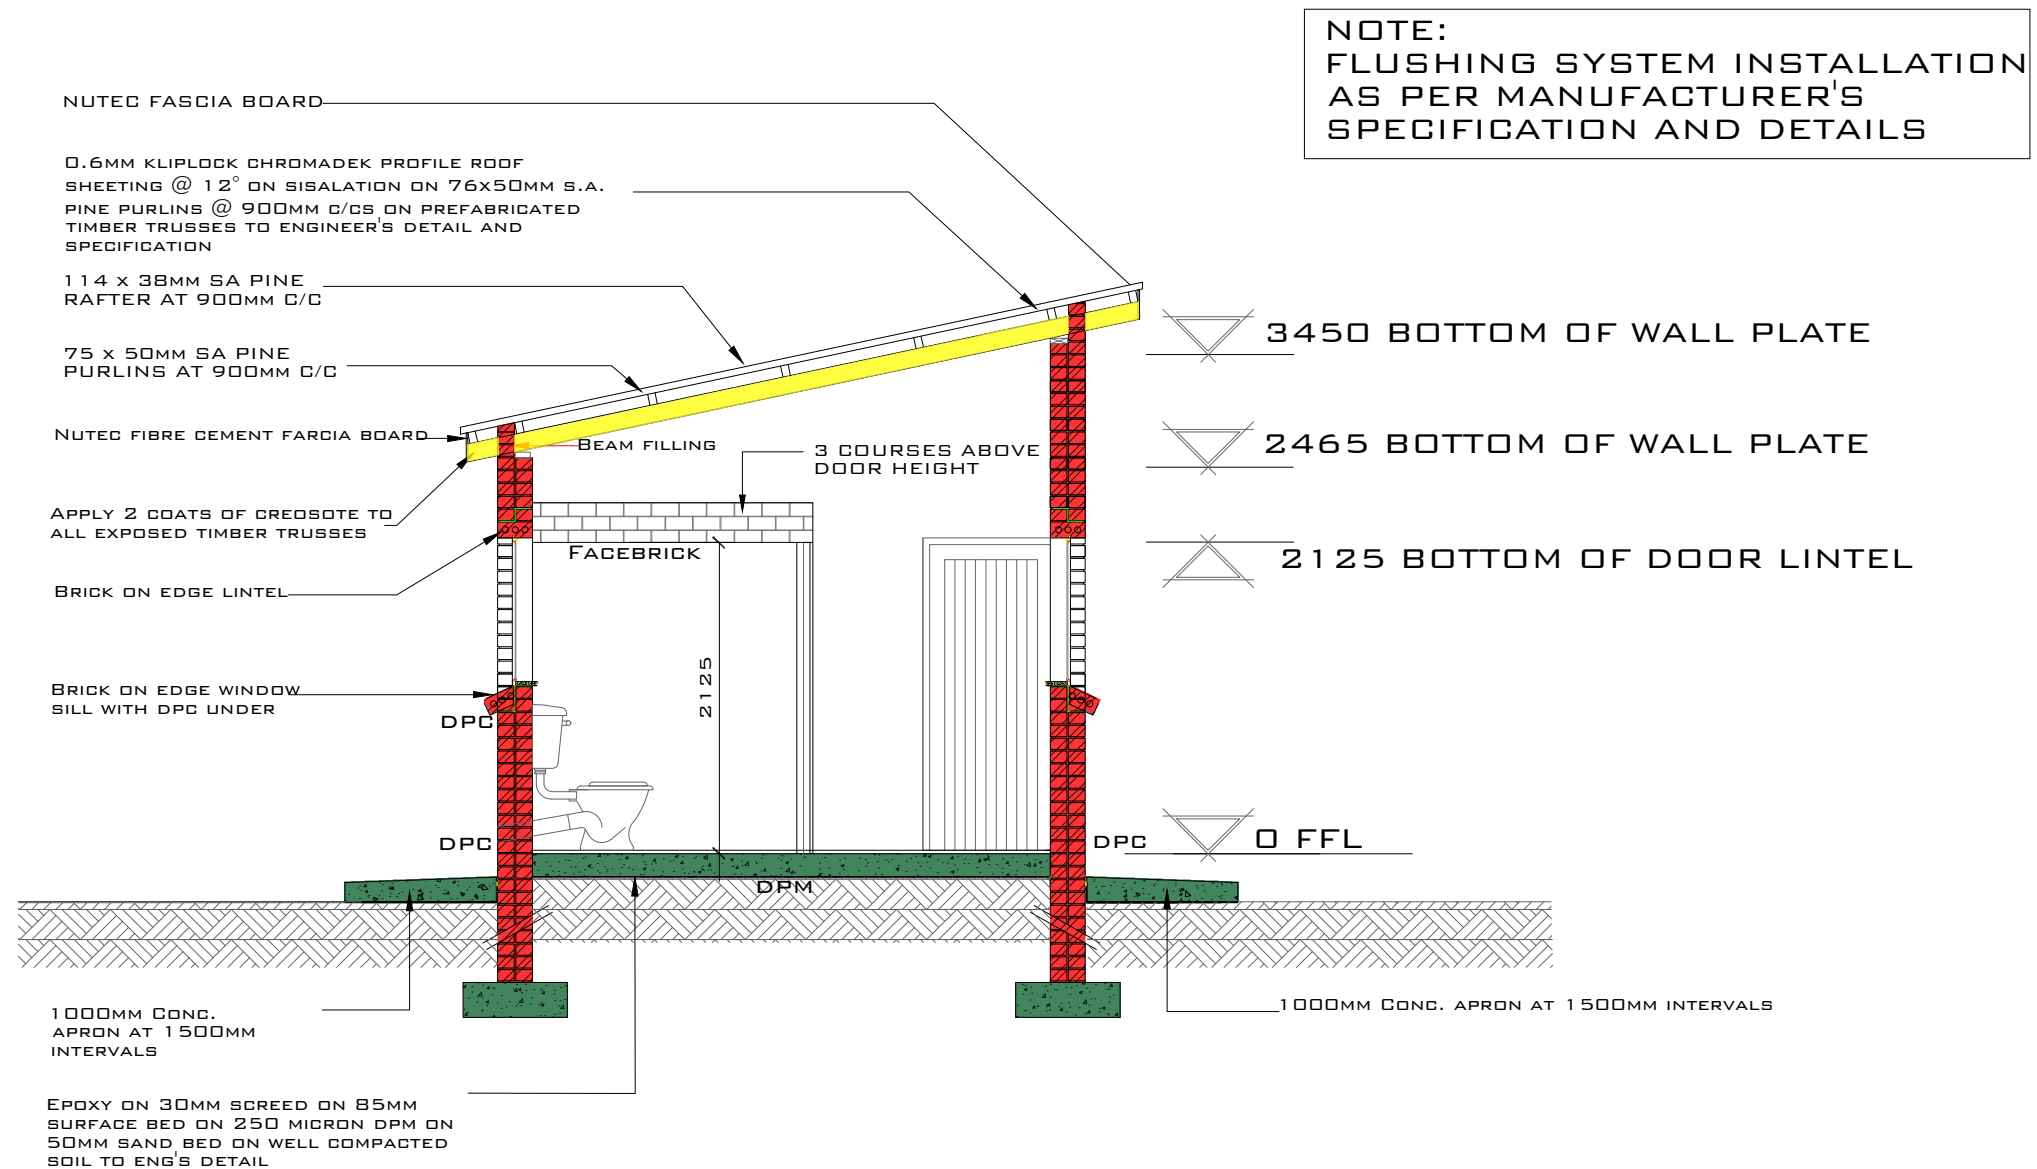 NOTE:
FLUSHING SYSTEM INSTALLATION
AS PER MANUFACTURER'S
SPECIFICATION AND DETAILS
NUTEC FASCIA BOARD
0.6MM KLIPLOCK CHROMADEK PROFILE ROOF
SHEETING @ 12° ON SISALATION ON 76X50MM S.A.
PINE PURLINS @ 900MM C/CS ON PREFABRICATED
TIMBER TRUSSES TO ENGINEER'S DETAIL AND
SPECIFICATION
114 X 38MM SA PINE
RAFTER AT 900MM C/C
75 X 50MM SA PINE
PURLINS AT 900MM C/C
NUTEC FIBRE CEMENT FARCIA BOARD
BEAM FILLING
3 COURSES ABOVE
DOOR HEIGHT
APPLY 2 COATS OF CREOSOTE TO
ALL EXPOSED TIMBER TRUSSES
FACEBRICK
BRICK ON EDGE LINTEL
BRICK ON EDGE WINDOW
SILL WITH DPC UNDER
DPC
2125
DPC
DPC
DPM
3450 BOTTOM OF WALL PLATE
2465 BOTTOM OF WALL PLATE
2125 BOTTOM OF DOOR LINTEL
0 FFL
1000MM CONC.
APRON AT 1500MM
INTERVALS
1000MM CONC. APRON AT 1500MM INTERVALS
EPOXY ON 30MM SCREED ON 85MM
SURFACE BED ON 250 MICRON DPM ON
50MM SAND BED ON WELL COMPACTED
SOIL TO ENG'S DETAIL